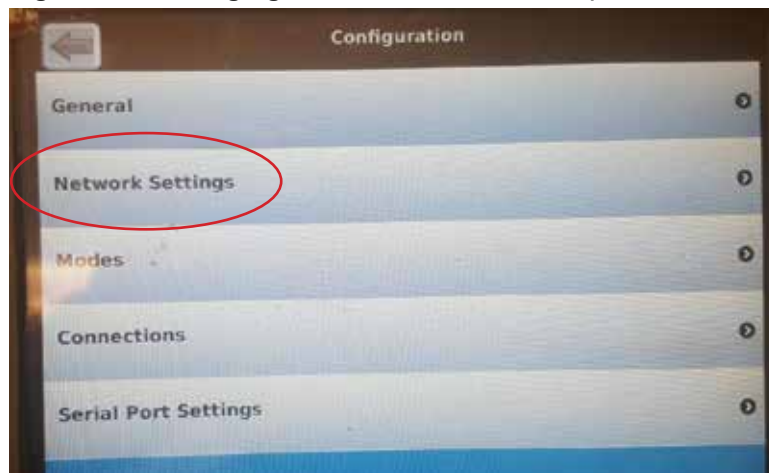 Configuration
General
Network Settings
Modes
Connections
Serial Port Settings